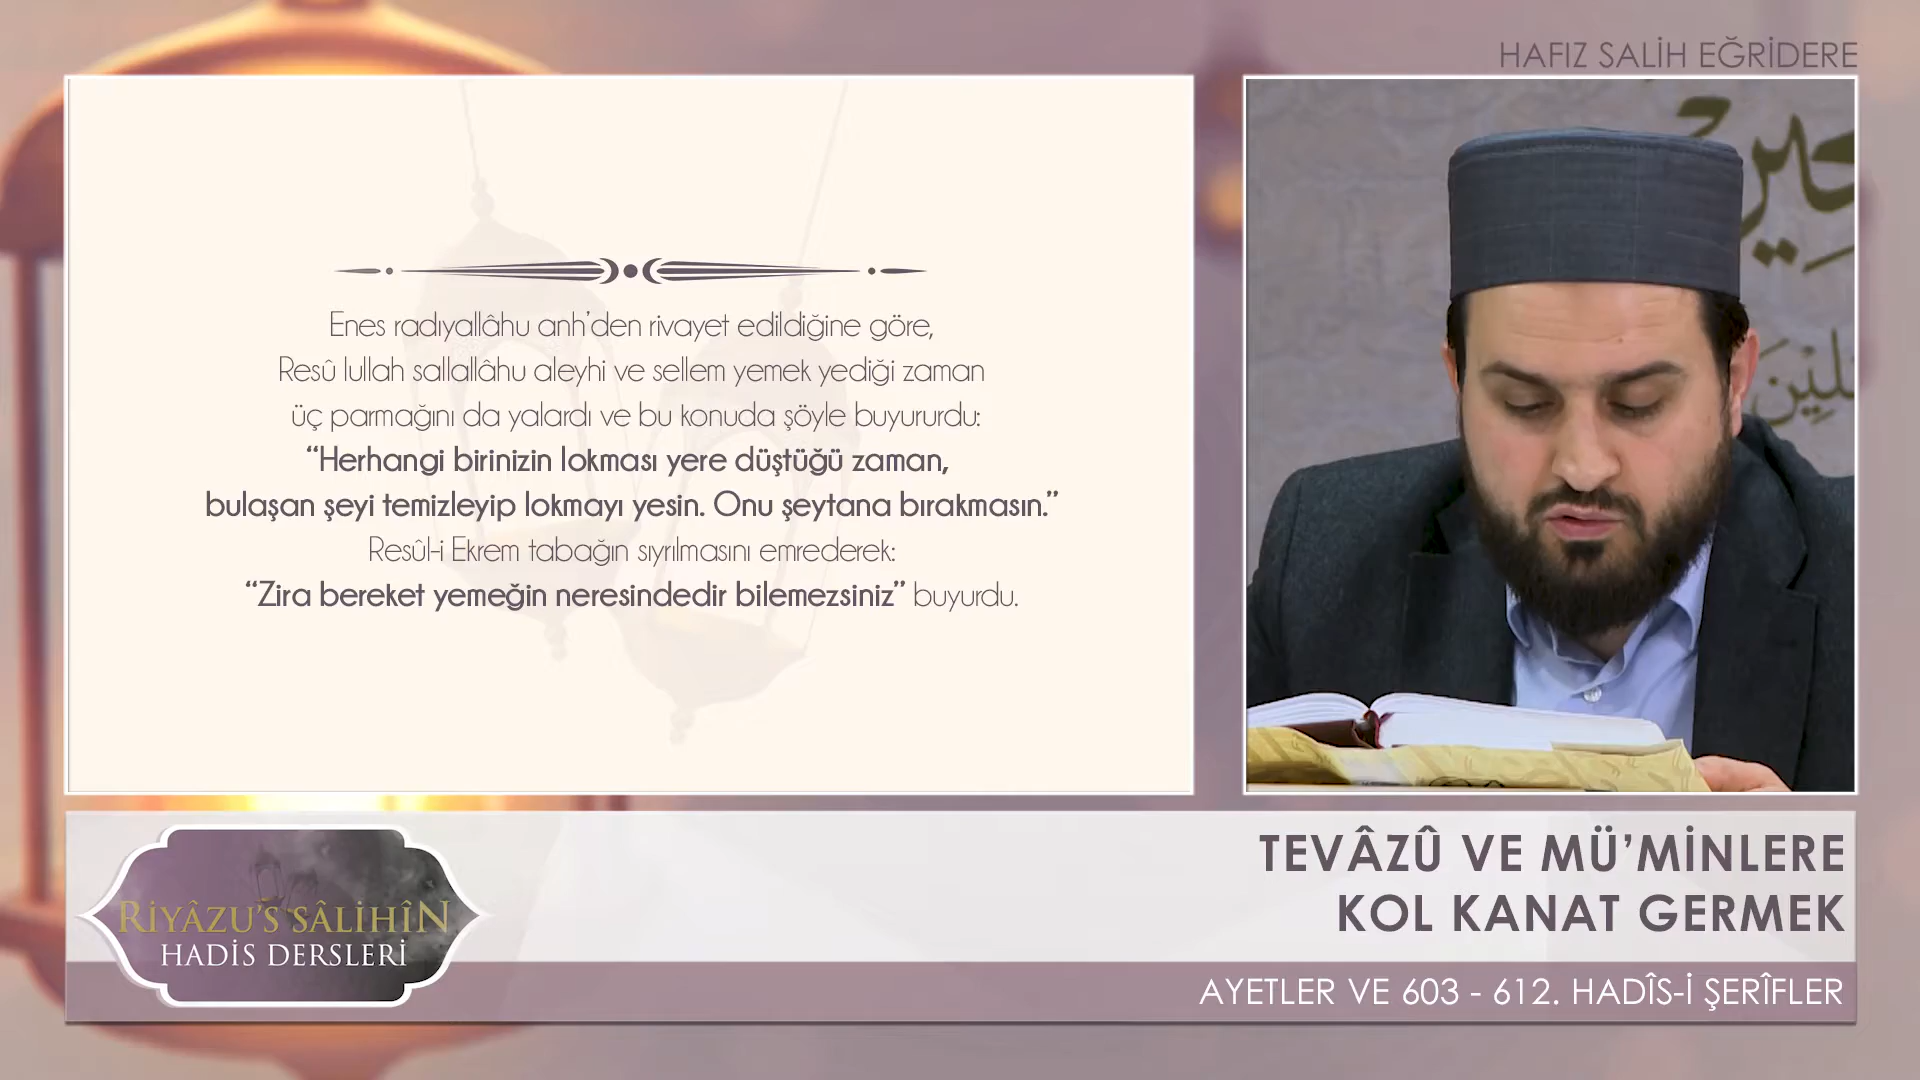 HAFIZ SALİH EĞRİDERE
Enes radıyallâhu anh’den rivayet edildiğine göre,
Resû lullah sallallâhu aleyhi ve sellem yemek yediği zaman
üç parmağını da yalardı ve bu konuda şöyle buyururdu:
“Herhangi birinizin lokması yere düştüğü zaman,
bulaşan şeyi temizleyip lokmayı yesin. Onu şeytana bırakmasın.”
Resûl-i Ekrem tabağın sıyrılmasını emrederek:
“Zira bereket yemeğin neresindedir bilemezsiniz” buyurdu.
TEVÂZÛ VE MÜ’MİNLERE
KOL KANAT GERMEK
RİYÂZU’S SÂLİHÎN
HADİS DERSLERİ
AYETLER VE 603 - 612. HADÎS-İ ŞERÎFLER